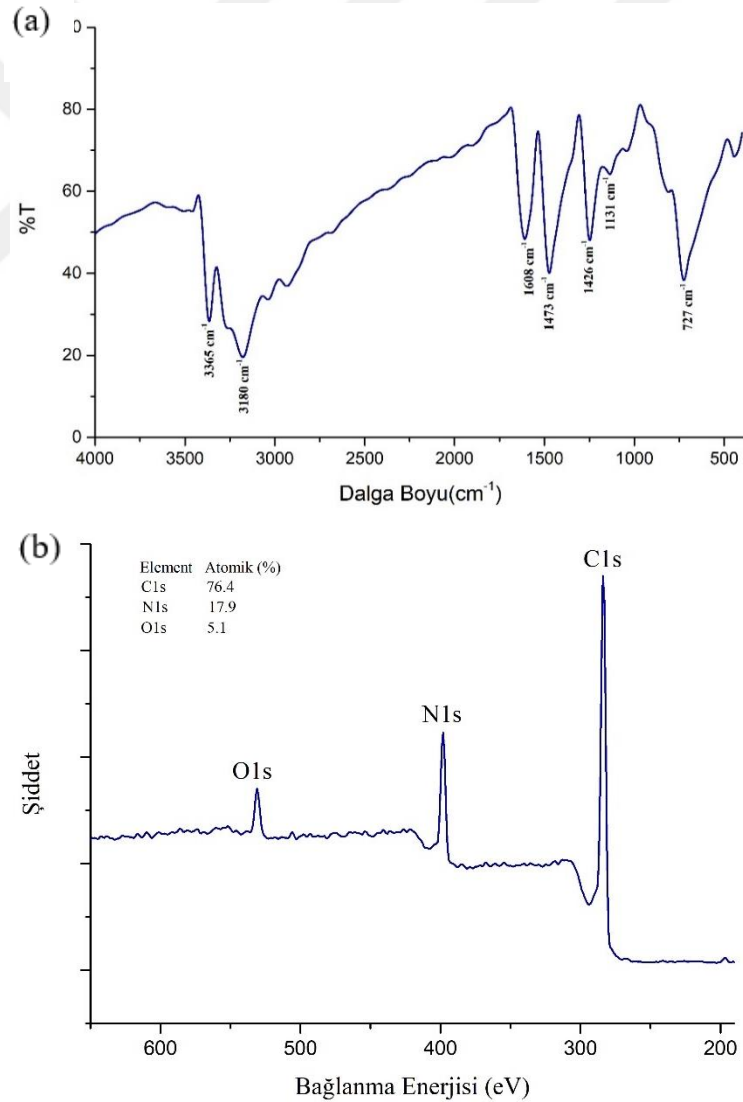 (a)
0
80
60
40
20
0
%T
3365 cm⁻¹
3180 cm⁻¹
1608 cm⁻¹
1473 cm⁻¹
1426 cm⁻¹
1131 cm⁻¹
727 cm⁻¹
4000 3500 3000 2500 2000 1500 1000 500
Dalga Boyu(cm⁻¹)
(b)
Element Atomik (%)
C1s 76.4
N1s 17.9
O1s 5.1
C1s
N1s
O1s
Şiddet
600 500 400 300 200
Bağlanma Enerjisi (eV)